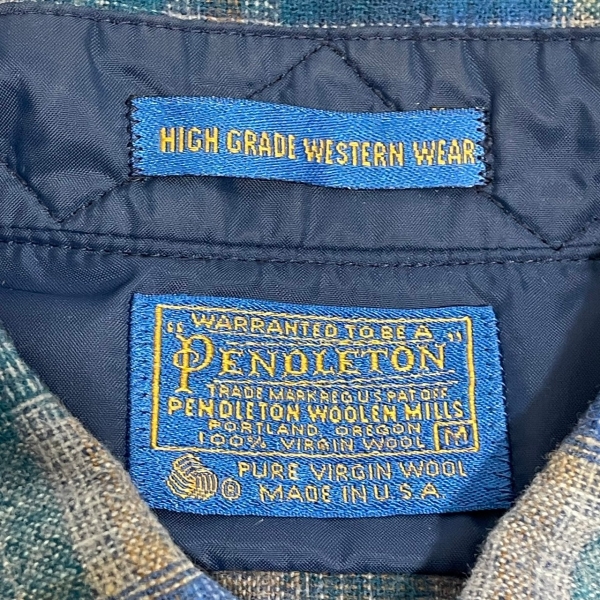 HIGH GRADE WESTERN WEAR
"WARRANTED TO BE A
PENDLETON"
TRADE MARK REG U S PAT OFF
PENDLETON WOOLEN MILLS
PORTLAND, OREGON
100% VIRGIN WOOL M
® PURE VIRGIN WOOL
MADE IN U.S.A.